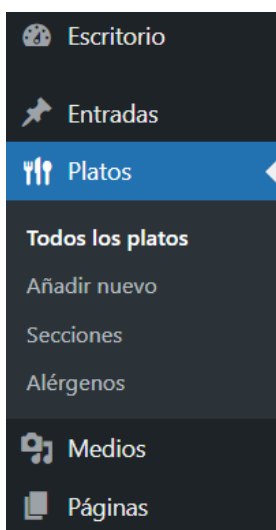 Escritorio
Entradas
Platos
Todos los platos
Añadir nuevo
Secciones
Alérgenos
Medios
Páginas